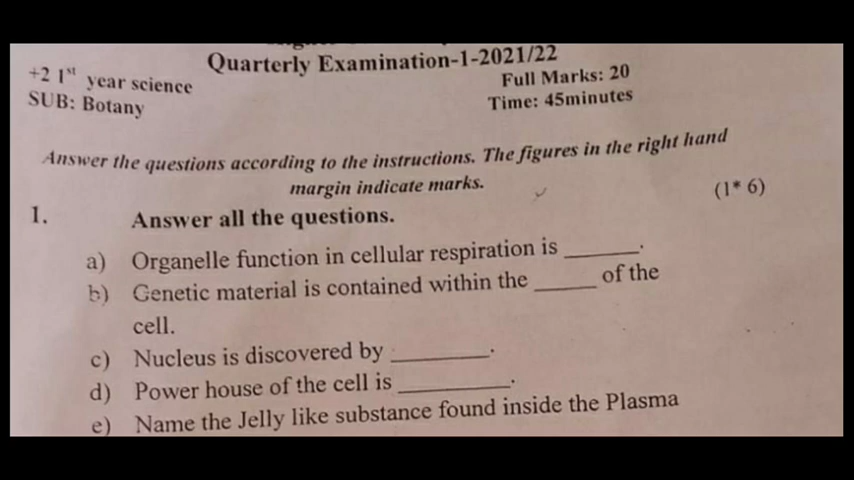 Quarterly Examination-1-2021/22
+2 1st year science
Full Marks: 20
SUB: Botany
Time: 45minutes
Answer the questions according to the instructions. The figures in the right hand
margin indicate marks.
(1* 6)
1. Answer all the questions.
a) Organelle function in cellular respiration is ______.
b) Genetic material is contained within the _____ of the
cell.
c) Nucleus is discovered by ________.
d) Power house of the cell is _________.
e) Name the Jelly like substance found inside the Plasma